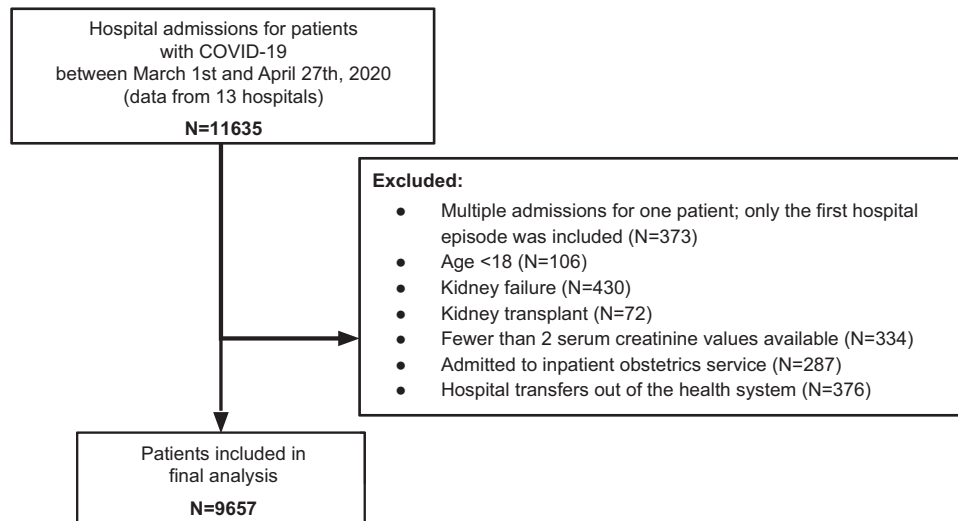 Hospital admissions for patients
with COVID-19
between March 1st and April 27th, 2020
(data from 13 hospitals)
N=11635
Excluded:
● Multiple admissions for one patient; only the first hospital
episode was included (N=373)
● Age <18 (N=106)
● Kidney failure (N=430)
● Kidney transplant (N=72)
● Fewer than 2 serum creatinine values available (N=334)
● Admitted to inpatient obstetrics service (N=287)
● Hospital transfers out of the health system (N=376)
Patients included in
final analysis
N=9657